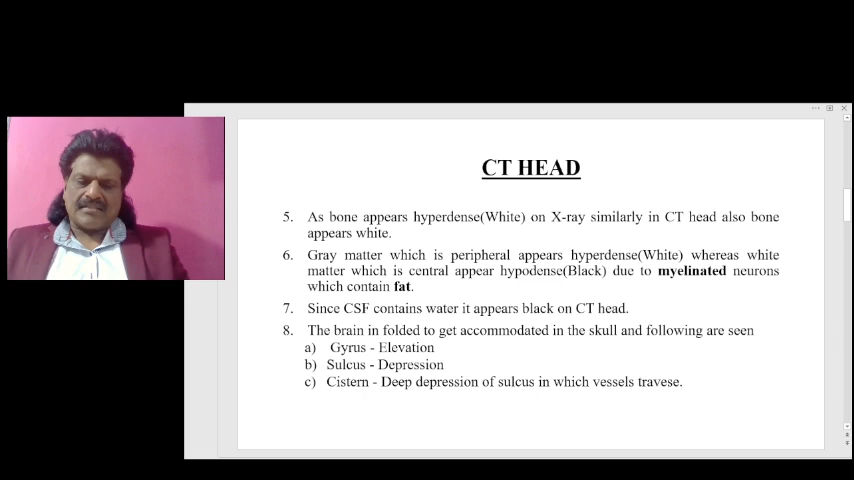 CT HEAD
5. As bone appears hyperdense(White) on X-ray similarly in CT head also bone
appears white.
6. Gray matter which is peripheral appears hyperdense(White) whereas white
matter which is central appear hypodense(Black) due to myelinated neurons
which contain fat.
7. Since CSF contains water it appears black on CT head.
8. The brain in folded to get accommodated in the skull and following are seen
a) Gyrus - Elevation
b) Sulcus - Depression
c) Cistern - Deep depression of sulcus in which vessels travese.